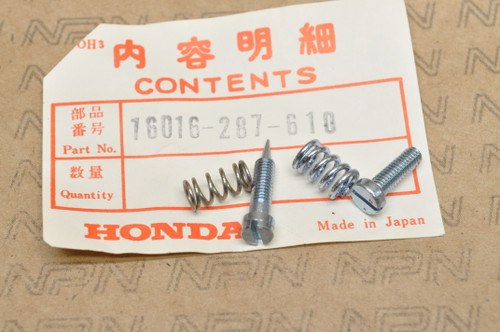 OH3
内容明細
CONTENTS
部品
番号
Part No.
16016-287-610
数量
Quantity
HONDA
Made in Japan